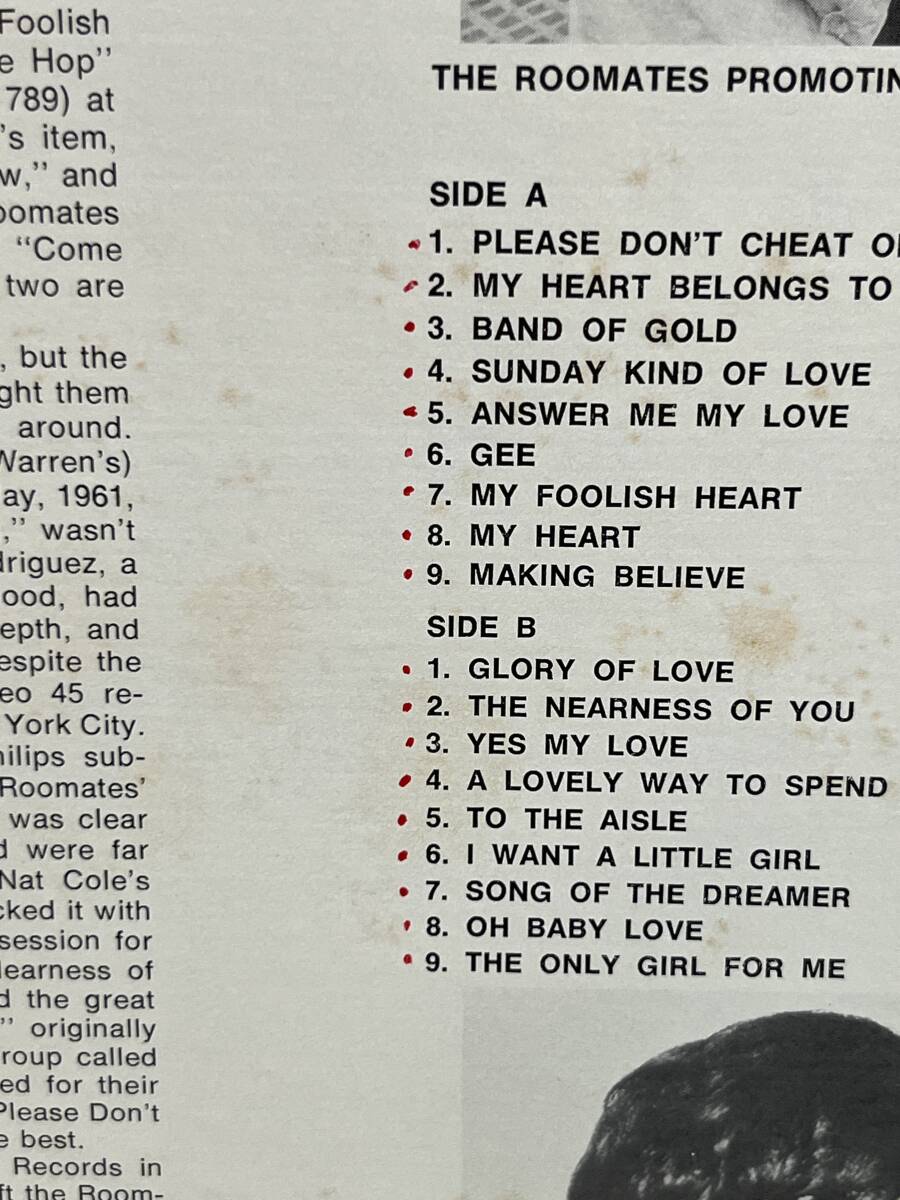 Foolish
e Hop"
789) at
's item,
w," and
oomates
"Come
two are
, but the
ght them
around.
Warren's)
ay, 1961,
," wasn't
driguez, a
ood, had
epth, and
espite the
eo 45 re-
York City.
hilips sub-
Roomates'
was clear
d were far
Nat Cole's
cked it with
session for
learness of
d the great
" originally
roup called
ed for their
Please Don't
e best.
Records in
ft the Room-
THE ROOMATES PROMOTIN
SIDE A
1. PLEASE DON'T CHEAT O
2. MY HEART BELONGS TO
3. BAND OF GOLD
4. SUNDAY KIND OF LOVE
5. ANSWER ME MY LOVE
6. GEE
7. MY FOOLISH HEART
8. MY HEART
9. MAKING BELIEVE
SIDE B
1. GLORY OF LOVE
2. THE NEARNESS OF YOU
3. YES MY LOVE
4. A LOVELY WAY TO SPEND
5. TO THE AISLE
6. I WANT A LITTLE GIRL
7. SONG OF THE DREAMER
8. OH BABY LOVE
9. THE ONLY GIRL FOR ME